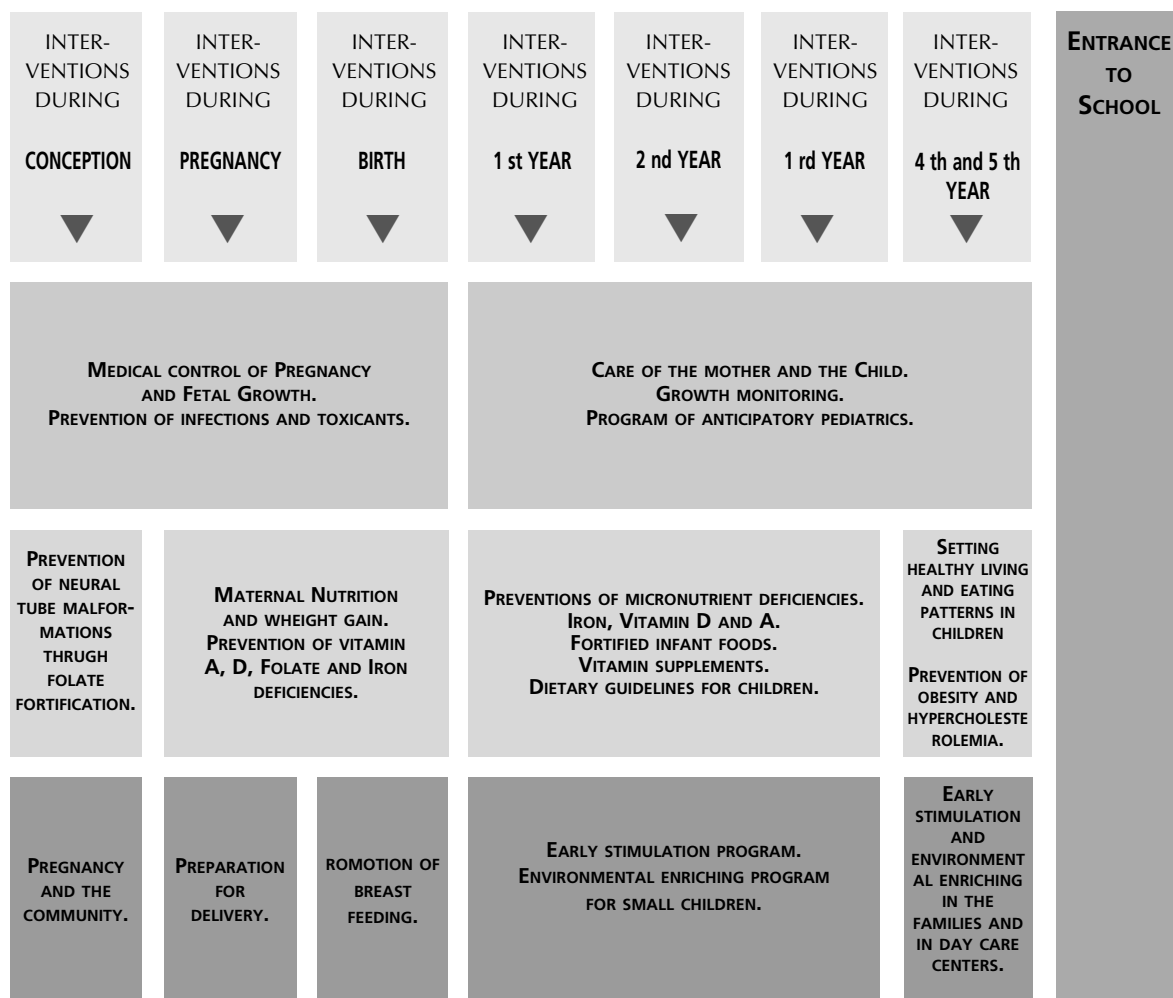 INTER-
VENTIONS
DURING
CONCEPTION
INTER-
VENTIONS
DURING
PREGNANCY
INTER-
VENTIONS
DURING
BIRTH
INTER-
VENTIONS
DURING
1 st YEAR
INTER-
VENTIONS
DURING
2 nd YEAR
INTER-
VENTIONS
DURING
1 rd YEAR
INTER-
VENTIONS
DURING
4 th and 5 th
YEAR
ENTRANCE
TO
SCHOOL
MEDICAL CONTROL OF PREGNANCY
AND FETAL GROWTH.
PREVENTION OF INFECTIONS AND TOXICANTS.
CARE OF THE MOTHER AND THE CHILD.
GROWTH MONITORING.
PROGRAM OF ANTICIPATORY PEDIATRICS.
PREVENTION
OF NEURAL
TUBE MALFOR-
MATIONS
THRUGH
FOLATE
FORTIFICATION.
MATERNAL NUTRITION
AND WHEIGHT GAIN.
PREVENTION OF VITAMIN
A, D, FOLATE AND IRON
DEFICIENCIES.
PREVENTIONS OF MICRONUTRIENT DEFICIENCIES.
IRON, VITAMIN D AND A.
FORTIFIED INFANT FOODS.
VITAMIN SUPPLEMENTS.
DIETARY GUIDELINES FOR CHILDREN.
SETTING
HEALTHY LIVING
AND EATING
PATTERNS IN
CHILDREN
PREVENTION OF
OBESITY AND
HYPERCHOLESTE
ROLEMIA.
PREGNANCY
AND THE
COMMUNITY.
PREPARATION
FOR
DELIVERY.
ROMOTION OF
BREAST
FEEDING.
EARLY STIMULATION PROGRAM.
ENVIRONMENTAL ENRICHING PROGRAM
FOR SMALL CHILDREN.
EARLY
STIMULATION
AND
ENVIRONMENT
AL ENRICHING
IN THE
FAMILIES AND
IN DAY CARE
CENTERS.